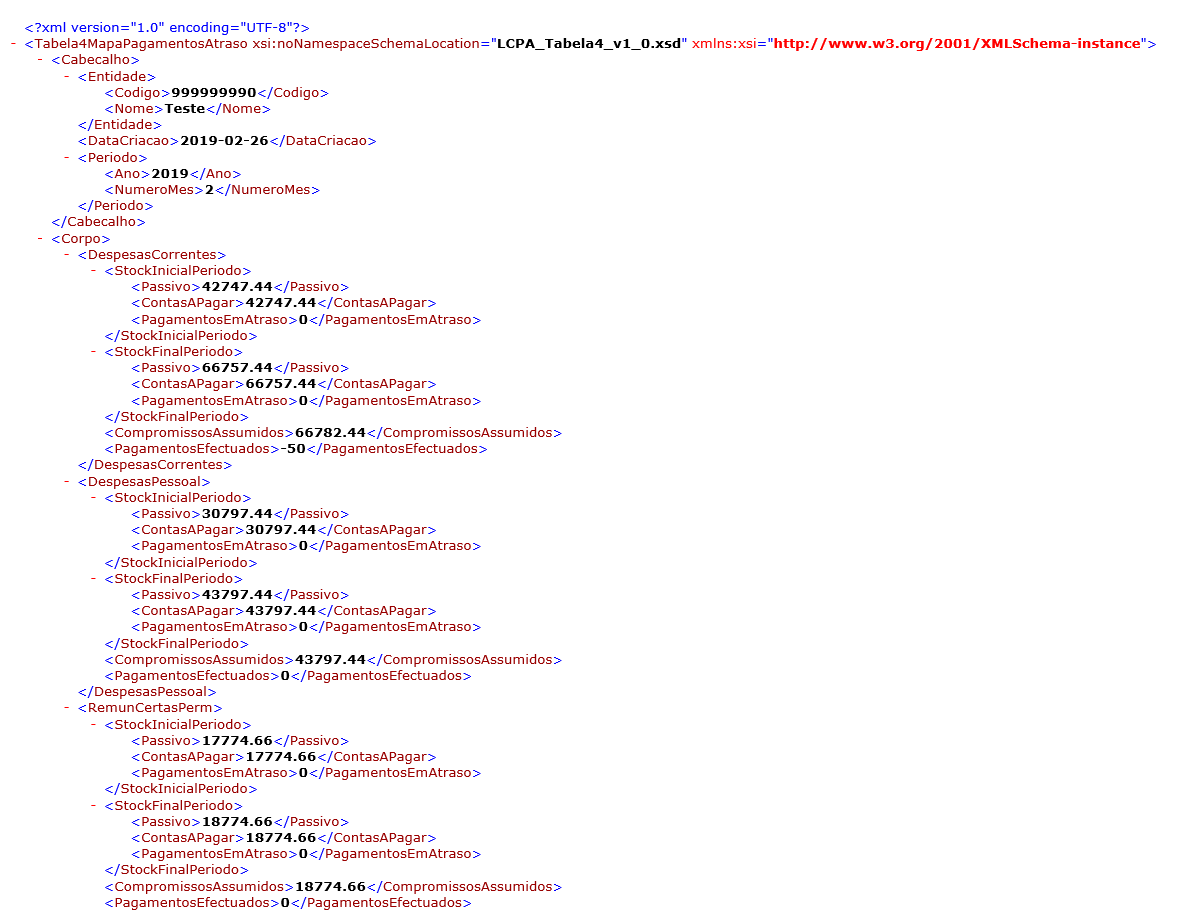 <?xml version="1.0" encoding="UTF-8"?>
- <Tabela4MapaPagamentosAtraso xsi:noNamespaceSchemaLocation="LCPA_Tabela4_v1_0.xsd" xmlns:xsi="http://www.w3.org/2001/XMLSchema-instance">
- <Cabecalho>
- <Entidade>
<Codigo>999999990</Codigo>
<Nome>Teste</Nome>
</Entidade>
<DataCriacao>2019-02-26</DataCriacao>
- <Periodo>
<Ano>2019</Ano>
<NumeroMes>2</NumeroMes>
</Periodo>
</Cabecalho>
- <Corpo>
- <DespesasCorrentes>
- <StockInicialPeriodo>
<Passivo>42747.44</Passivo>
<ContasAPagar>42747.44</ContasAPagar>
<PagamentosEmAtraso>0</PagamentosEmAtraso>
</StockInicialPeriodo>
- <StockFinalPeriodo>
<Passivo>66757.44</Passivo>
<ContasAPagar>66757.44</ContasAPagar>
<PagamentosEmAtraso>0</PagamentosEmAtraso>
</StockFinalPeriodo>
<CompromissosAssumidos>66782.44</CompromissosAssumidos>
<PagamentosEfectuados>-50</PagamentosEfectuados>
</DespesasCorrentes>
- <DespesasPessoal>
- <StockInicialPeriodo>
<Passivo>30797.44</Passivo>
<ContasAPagar>30797.44</ContasAPagar>
<PagamentosEmAtraso>0</PagamentosEmAtraso>
</StockInicialPeriodo>
- <StockFinalPeriodo>
<Passivo>43797.44</Passivo>
<ContasAPagar>43797.44</ContasAPagar>
<PagamentosEmAtraso>0</PagamentosEmAtraso>
</StockFinalPeriodo>
<CompromissosAssumidos>43797.44</CompromissosAssumidos>
<PagamentosEfectuados>0</PagamentosEfectuados>
</DespesasPessoal>
- <RemunCertasPerm>
- <StockInicialPeriodo>
<Passivo>17774.66</Passivo>
<ContasAPagar>17774.66</ContasAPagar>
<PagamentosEmAtraso>0</PagamentosEmAtraso>
</StockInicialPeriodo>
- <StockFinalPeriodo>
<Passivo>18774.66</Passivo>
<ContasAPagar>18774.66</ContasAPagar>
<PagamentosEmAtraso>0</PagamentosEmAtraso>
</StockFinalPeriodo>
<CompromissosAssumidos>18774.66</CompromissosAssumidos>
<PagamentosEfectuados>0</PagamentosEfectuados>